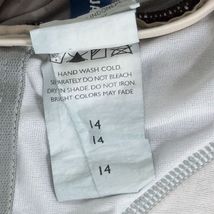 HAND WASH COLD.
SEPARATELY DO NOT BLEACH
DRY IN SHADE. DO NOT IRON.
BRIGHT COLORS MAY FADE
14
14
14